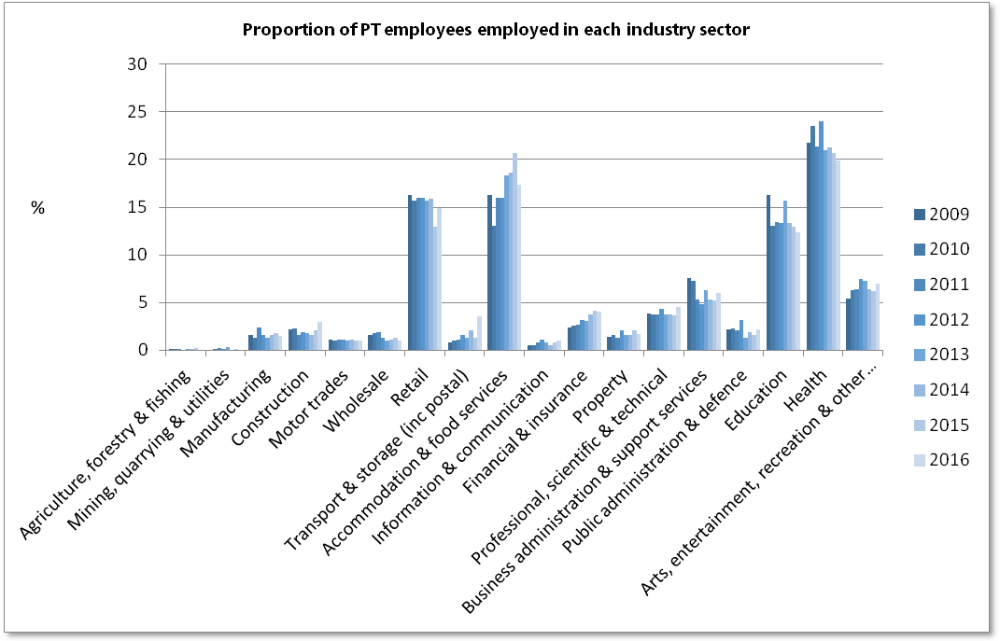 Proportion of PT employees employed in each industry sector
30
25
20
15
10
5
0
%
Agriculture, forestry & fishing
Mining, quarrying & utilities
Manufacturing
Construction
Motor trades
Wholesale
Retail
Transport & storage (inc postal)
Accommodation & food services
Information & communication
Financial & insurance
Property
Professional, scientific & technical
Business administration & support services
Public administration & defence
Education
Health
Arts, entertainment, recreation & other...
2009
2010
2011
2012
2013
2014
2015
2016